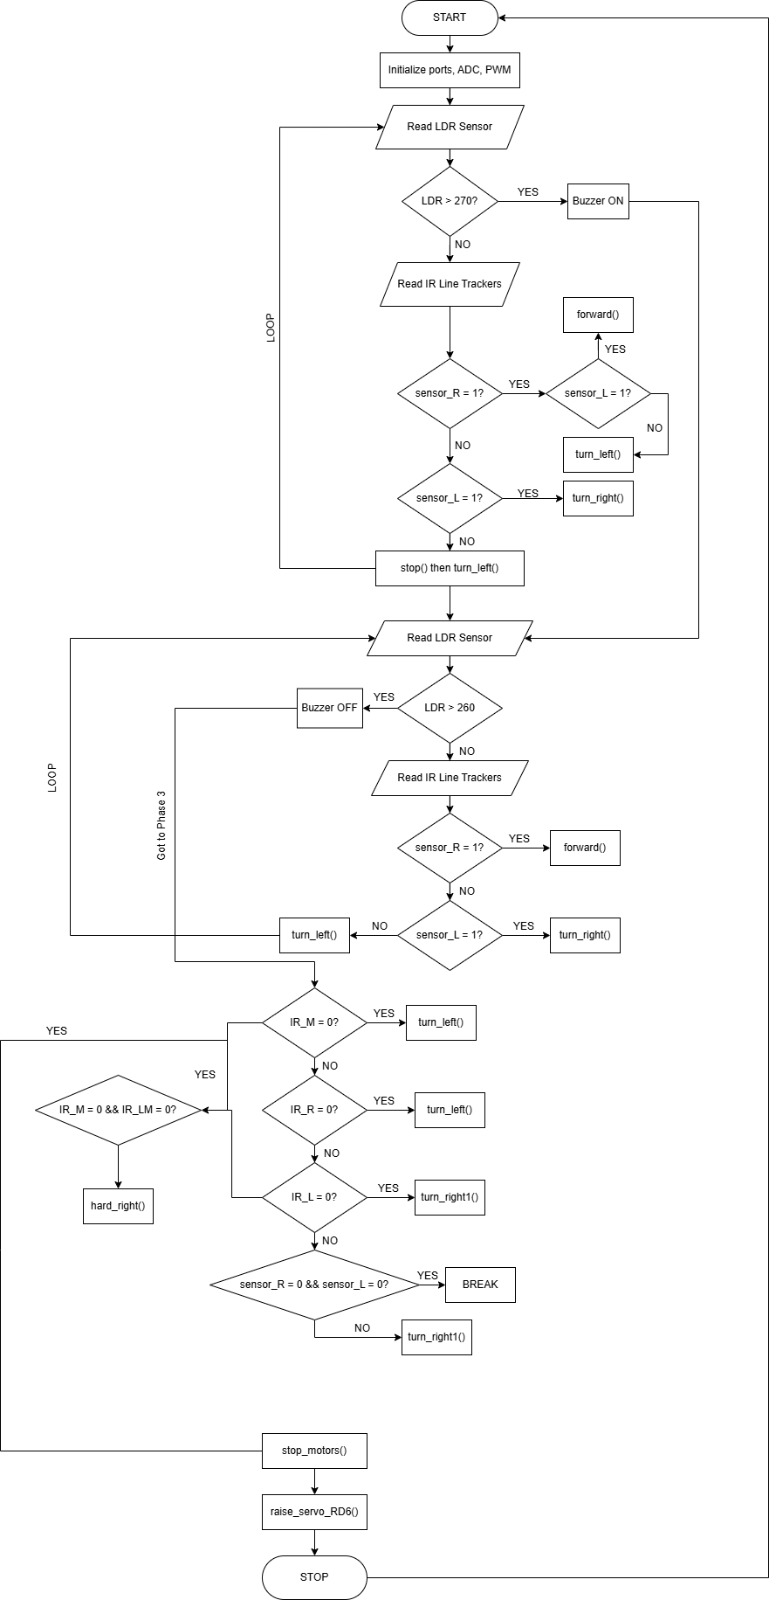 START
Initialize ports, ADC, PWM
Read LDR Sensor
LDR > 270?
YES
Buzzer ON
NO
Read IR Line Trackers
LOOP
forward()
YES
sensor_R = 1?
YES
sensor_L = 1?
NO
turn_left()
NO
sensor_L = 1?
YES
turn_right()
NO
stop() then turn_left()
Read LDR Sensor
LDR > 260
YES
Buzzer OFF
NO
Read IR Line Trackers
LOOP
Got to Phase 3
sensor_R = 1?
YES
forward()
NO
sensor_L = 1?
YES
turn_right()
NO
turn_left()
IR_M = 0?
YES
turn_left()
YES
NO
YES
IR_M = 0 && IR_LM = 0?
IR_R = 0?
YES
turn_left()
NO
hard_right()
IR_L = 0?
YES
turn_right1()
NO
sensor_R = 0 && sensor_L = 0?
YES
BREAK
NO
turn_right1()
stop_motors()
raise_servo_RD6()
STOP